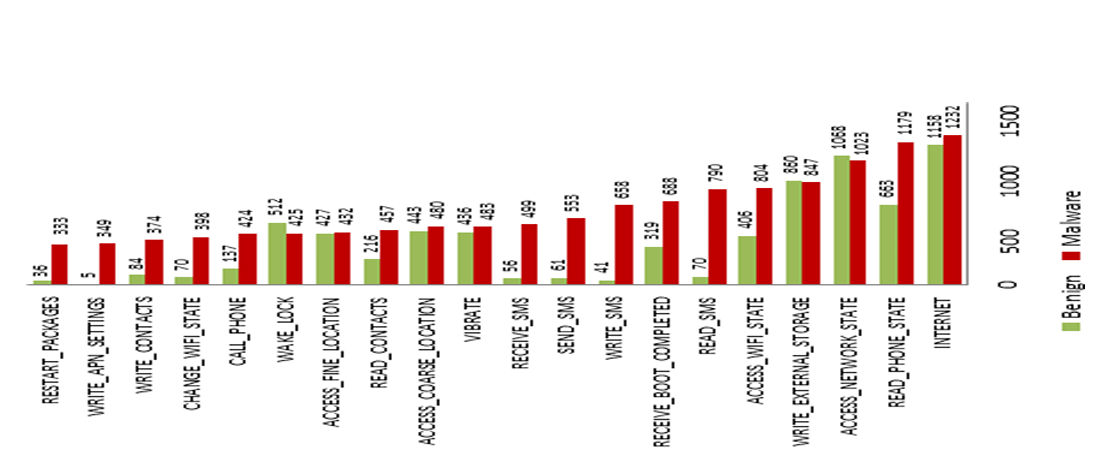 36 333
5 349
84 374
70 398
137 424
512 425
427 432
216 457
443 480
436 483
56 499
61 553
41 658
319 688
70 790
406 804
860 847
1068 1023
663 1179
1158 1232
RESTART_PACKAGES
WRITE_APN_SETTINGS
WRITE_CONTACTS
CHANGE_WIFI_STATE
CALL_PHONE
WAKE_LOCK
ACCESS_FINE_LOCATION
READ_CONTACTS
ACCESS_COARSE_LOCATION
VIBRATE
RECEIVE_SMS
SEND_SMS
WRITE_SMS
RECEIVE_BOOT_COMPLETED
READ_SMS
ACCESS_WIFI_STATE
WRITE_EXTERNAL_STORAGE
ACCESS_NETWORK_STATE
READ_PHONE_STATE
INTERNET
0
500
1000
1500
Benign Malware